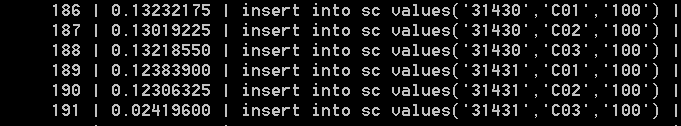 186 | 0.13232175 | insert into sc values('31430','C01','100') |
187 | 0.13019225 | insert into sc values('31430','C02','100') |
188 | 0.13218550 | insert into sc values('31430','C03','100') |
189 | 0.12383900 | insert into sc values('31431','C01','100') |
190 | 0.12306325 | insert into sc values('31431','C02','100') |
191 | 0.02419600 | insert into sc values('31431','C03','100') |